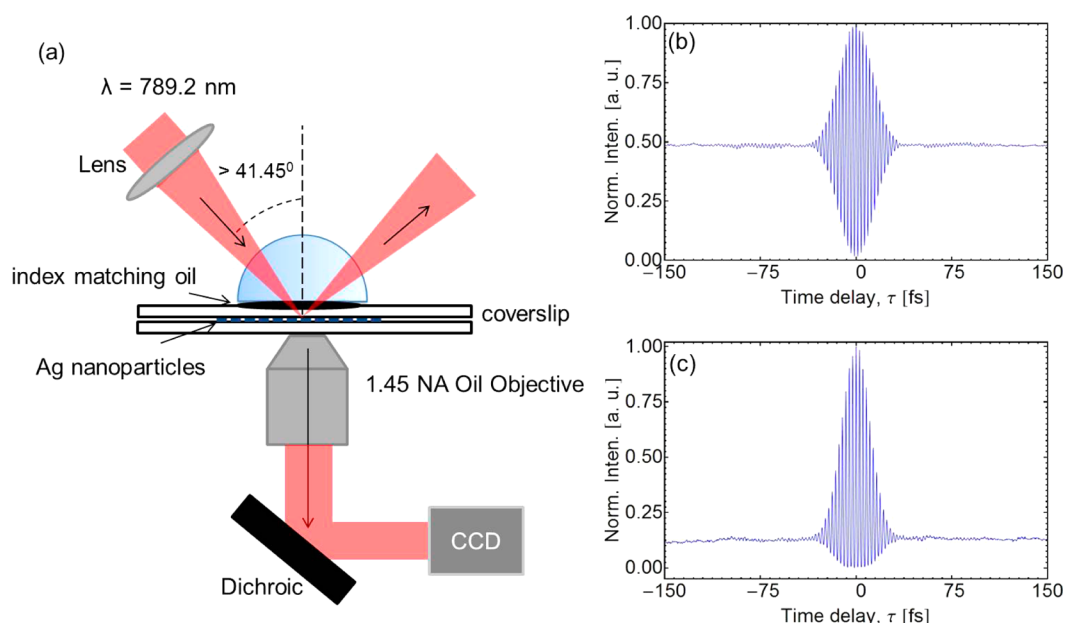 (a)
λ = 789.2 nm
Lens
> 41.45⁰
index matching oil
coverslip
Ag nanoparticles
1.45 NA Oil Objective
CCD
Dichroic
(b)
Norm. Inten. [a. u.]
1.00
0.75
0.50
0.25
0.00
−150 −75 0 75 150
Time delay, τ [fs]
(c)
Norm. Inten. [a. u.]
1.00
0.75
0.50
0.25
0.00
−150 −75 0 75 150
Time delay, τ [fs]